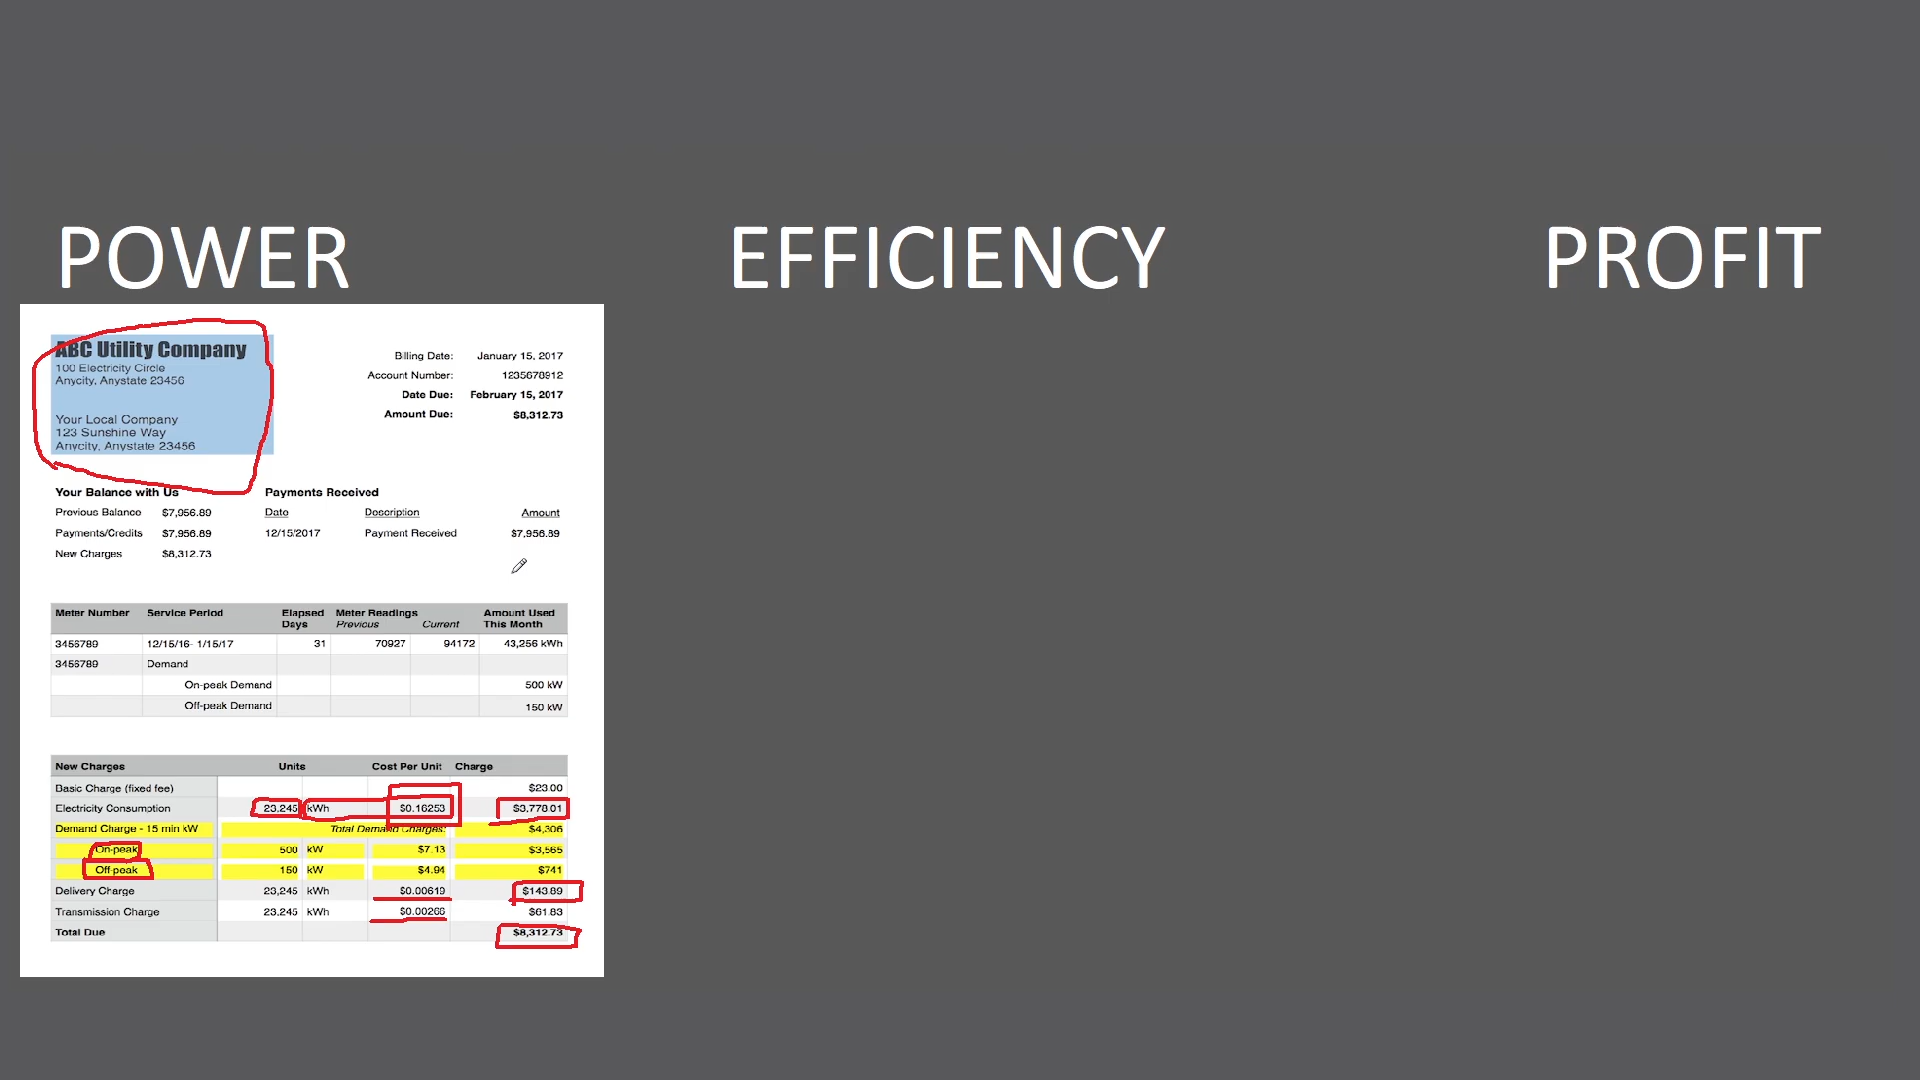 POWER EFFICIENCY PROFIT
ABC Utility Company
100 Electricity Circle
Anycity, Anystate 23456
Your Local Company
123 Sunshine Way
Anycity, Anystate 23456
Billing Date: January 15, 2017
Account Number: 1235678912
Date Due: February 15, 2017
Amount Due: $8,312.73
Your Balance with Us
Previous Balance $7,956.89
Payments/Credits $7,956.89
New Charges $8,312.73
Payments Received
Date Description Amount
12/15/2017 Payment Received $7,956.89
Meter Number Service Period Elapsed Days Meter Readings Previous Current Amount Used This Month
3456789 12/15/16- 1/15/17 31 70927 94172 43,256 kWh
3456789 Demand
On-peak Demand 500 kW
Off-peak Demand 150 kW
New Charges Units Cost Per Unit Charge
Basic Charge (fixed fee) $23.00
Electricity Consumption 23,245 kWh $0.16253 $3,778.01
Demand Charge - 15 min kW Total Demand Charges: $4,306
On-peak 500 kW $7.13 $3,565
Off-peak 150 kW $4.94 $741
Delivery Charge 23,245 kWh $0.00619 $143.89
Transmission Charge 23,245 kWh $0.00266 $61.83
Total Due $8,312.73